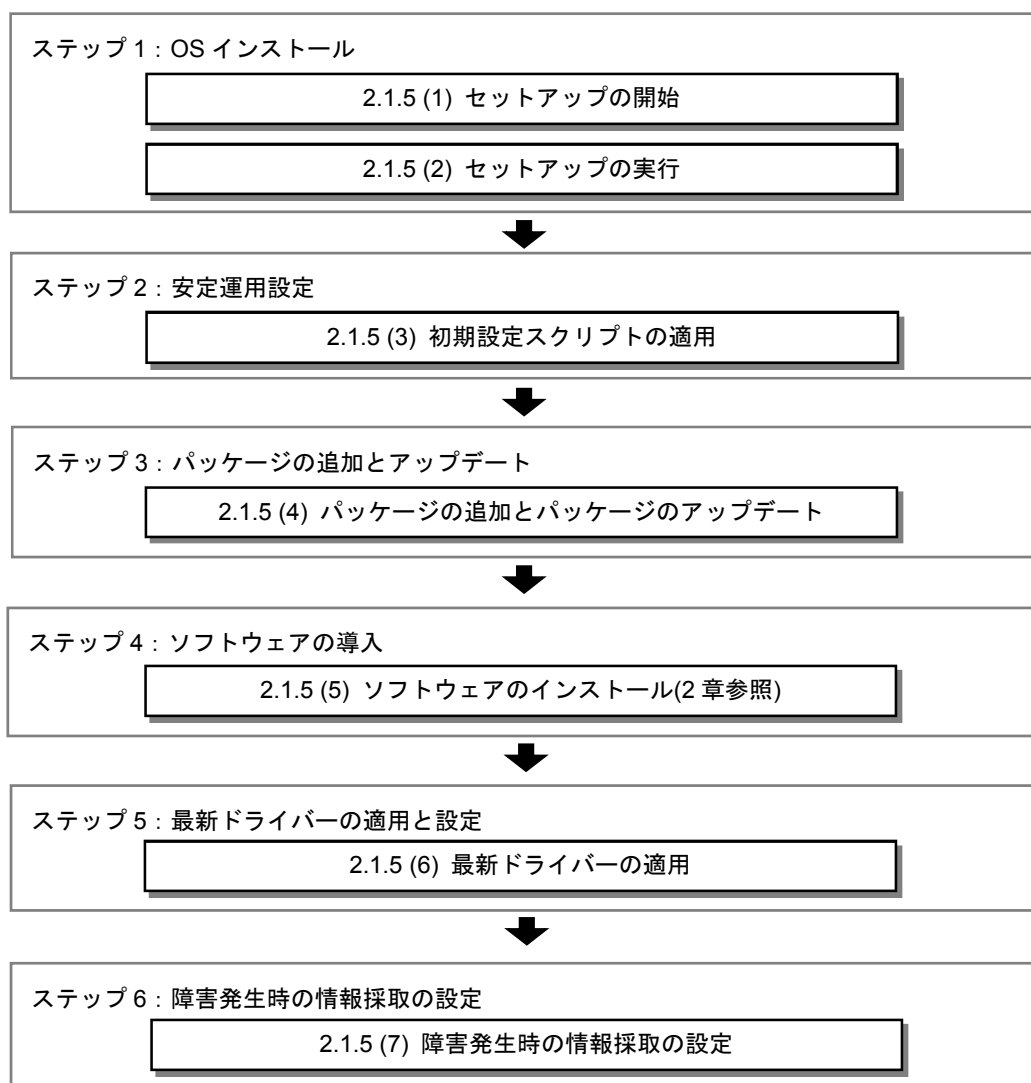 ステップ 1：OS インストール
2.1.5 (1) セットアップの開始
2.1.5 (2) セットアップの実行
ステップ 2：安定運用設定
2.1.5 (3) 初期設定スクリプトの適用
ステップ 3：パッケージの追加とアップデート
2.1.5 (4) パッケージの追加とパッケージのアップデート
ステップ 4：ソフトウェアの導入
2.1.5 (5) ソフトウェアのインストール(2 章参照)
ステップ 5：最新ドライバーの適用と設定
2.1.5 (6) 最新ドライバーの適用
ステップ 6：障害発生時の情報採取の設定
2.1.5 (7) 障害発生時の情報採取の設定